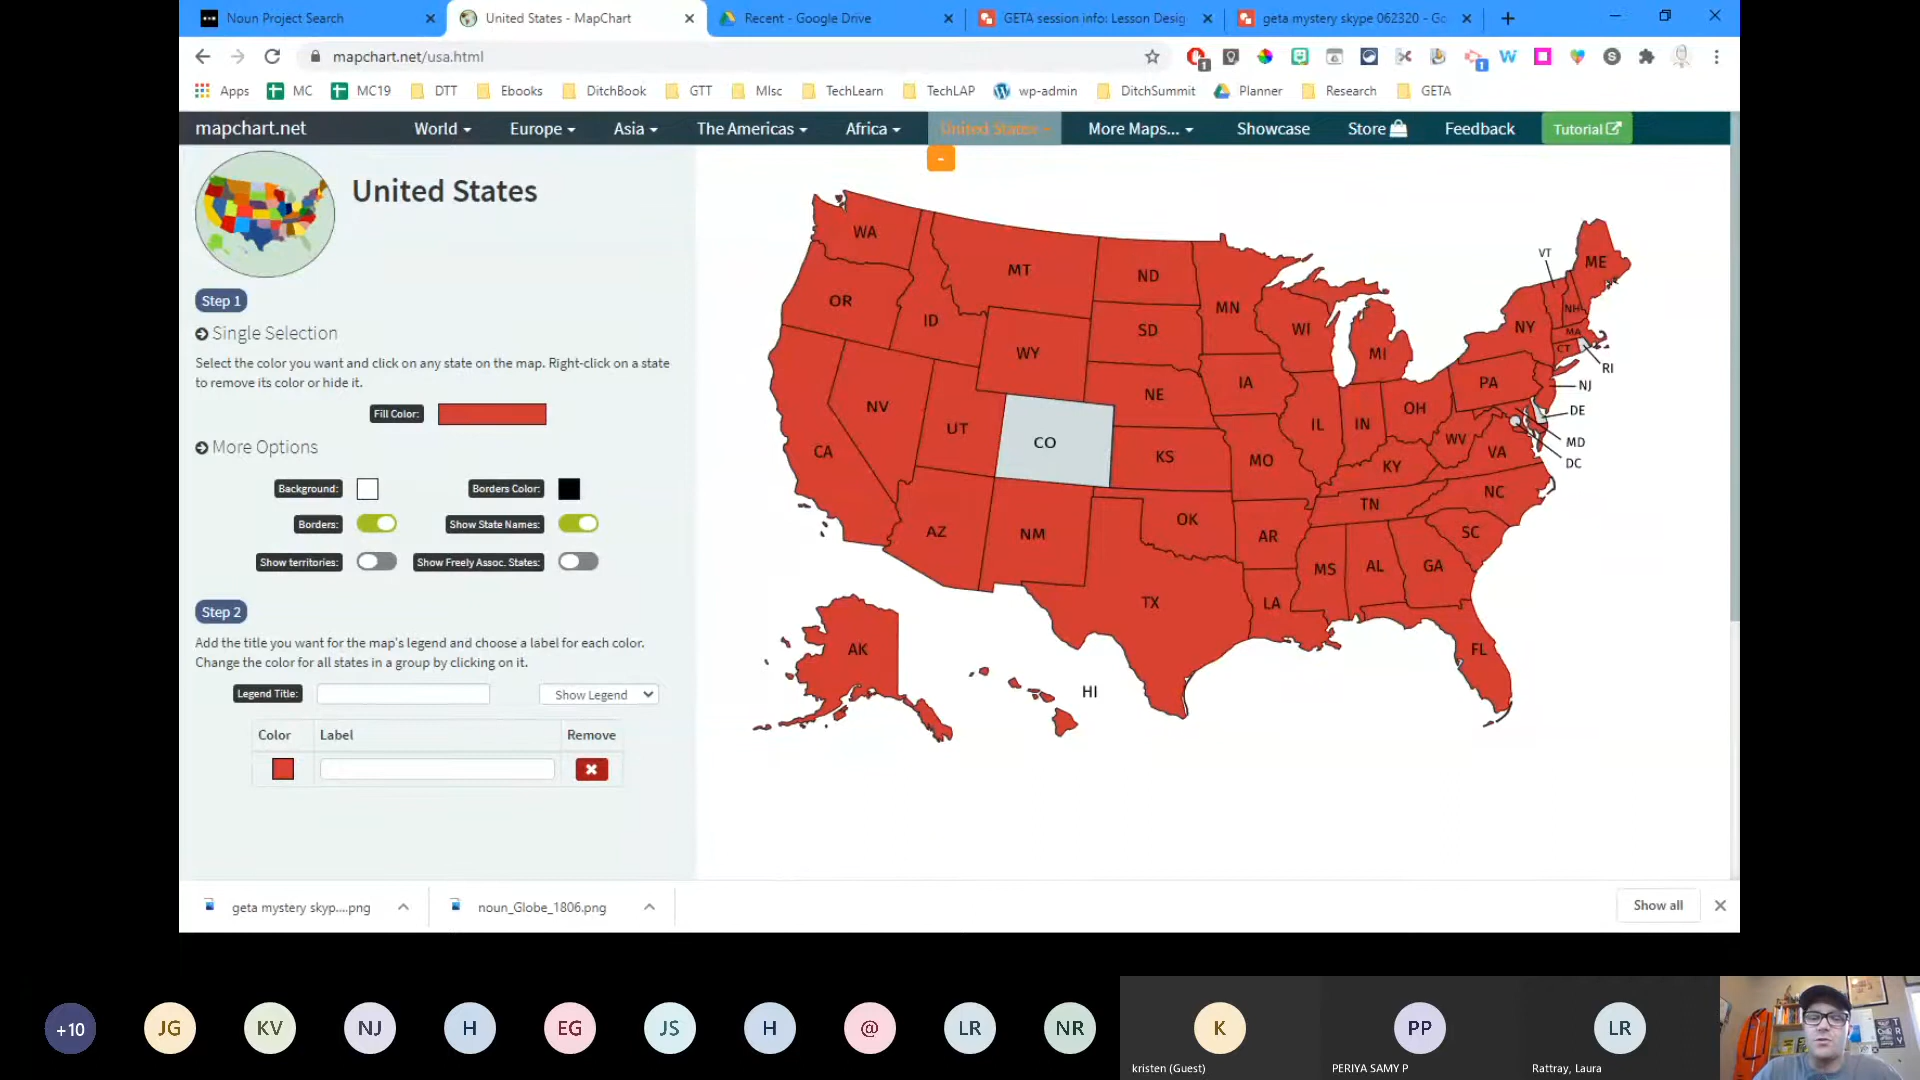 Noun Project Search
United States - MapChart
Recent - Google Drive
GETA session info: Lesson Desig
geta mystery skype 062320 - Go
mapchart.net/usa.html
Apps MC MC19 DTT Ebooks DitchBook GTT MIsc TechLearn TechLAP wp-admin DitchSummit Planner Research GETA
mapchart.net World Europe Asia The Americas Africa United States More Maps... Showcase Store Feedback Tutorial
-
United States
Step 1
Single Selection
Select the color you want and click on any state on the map. Right-click on a state
to remove its color or hide it.
Fill Color:
More Options
Background: Borders Color:
Borders: Show State Names:
Show territories: Show Freely Assoc. States:
Step 2
Add the title you want for the map's legend and choose a label for each color.
Change the color for all states in a group by clicking on it.
Legend Title: Show Legend
Color Label Remove
WA
MT
ND
OR
ID
SD
MN
WY
WI
MI
VT
ME
NH
NY
MA
CT
RI
NV
UT
CO
NE
IA
PA
NJ
DE
CA
KS
MO
IL
IN
OH
WV
VA
MD
DC
KY
AZ
NM
OK
AR
TN
NC
SC
TX
LA
MS
AL
GA
FL
AK
HI
geta mystery skyp....png
noun_Globe_1806.png
Show all
+10 JG KV NJ H EG JS H @ LR NR K PP LR
kristen (Guest) PERIYA SAMY P Rattray, Laura